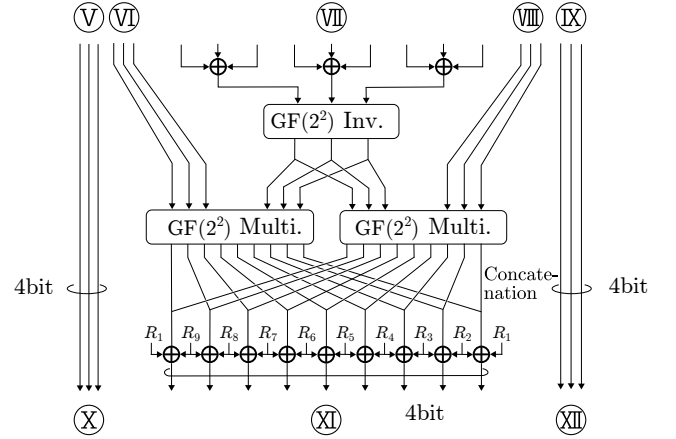 Ⓥ Ⅵ Ⅶ Ⅷ Ⅸ
GF(2²) Inv.
GF(2²) Multi. GF(2²) Multi.
4bit Concate-
nation 4bit
R₁ R₉ R₈ R₇ R₆ R₅ R₄ R₃ R₂ R₁
4bit
Ⅹ Ⅺ Ⅻ